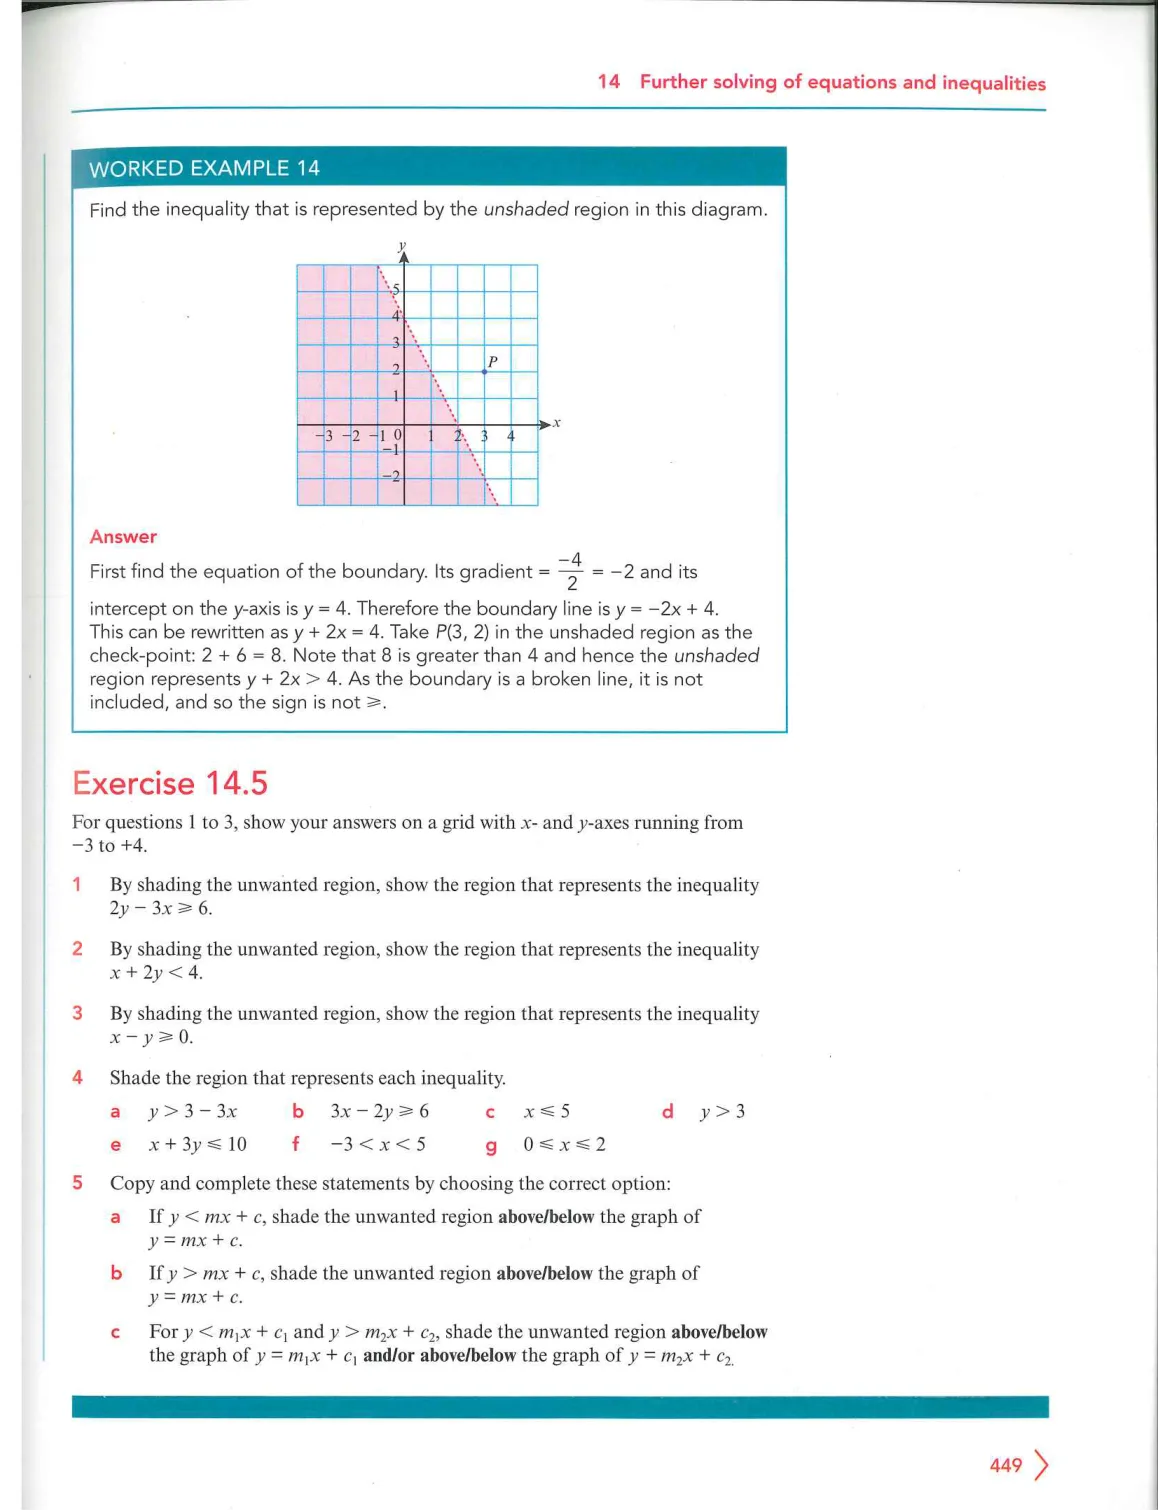 14 Further solving of equations and inequalities
WORKED EXAMPLE 14
Find the inequality that is represented by the unshaded region in this diagram.
y
5
4
3
P
2
1
x
−3 −2 −1 0 1 2 3 4
−1
−2
Answer
First find the equation of the boundary. Its gradient = −4/2 = −2 and its
intercept on the y-axis is y = 4. Therefore the boundary line is y = −2x + 4.
This can be rewritten as y + 2x = 4. Take P(3, 2) in the unshaded region as the
check-point: 2 + 6 = 8. Note that 8 is greater than 4 and hence the unshaded
region represents y + 2x > 4. As the boundary is a broken line, it is not
included, and so the sign is not ⩾.
Exercise 14.5
For questions 1 to 3, show your answers on a grid with x- and y-axes running from
−3 to +4.
1 By shading the unwanted region, show the region that represents the inequality
2y − 3x ⩾ 6.
2 By shading the unwanted region, show the region that represents the inequality
x + 2y < 4.
3 By shading the unwanted region, show the region that represents the inequality
x − y ⩾ 0.
4 Shade the region that represents each inequality.
a y > 3 − 3x b 3x − 2y ⩾ 6 c x ⩽ 5 d y > 3
e x + 3y ⩽ 10 f −3 < x < 5 g 0 ⩽ x ⩽ 2
5 Copy and complete these statements by choosing the correct option:
a If y < mx + c, shade the unwanted region above/below the graph of
y = mx + c.
b If y > mx + c, shade the unwanted region above/below the graph of
y = mx + c.
c For y < m₁x + c₁ and y > m₂x + c₂, shade the unwanted region above/below
the graph of y = m₁x + c₁ and/or above/below the graph of y = m₂x + c₂.
449